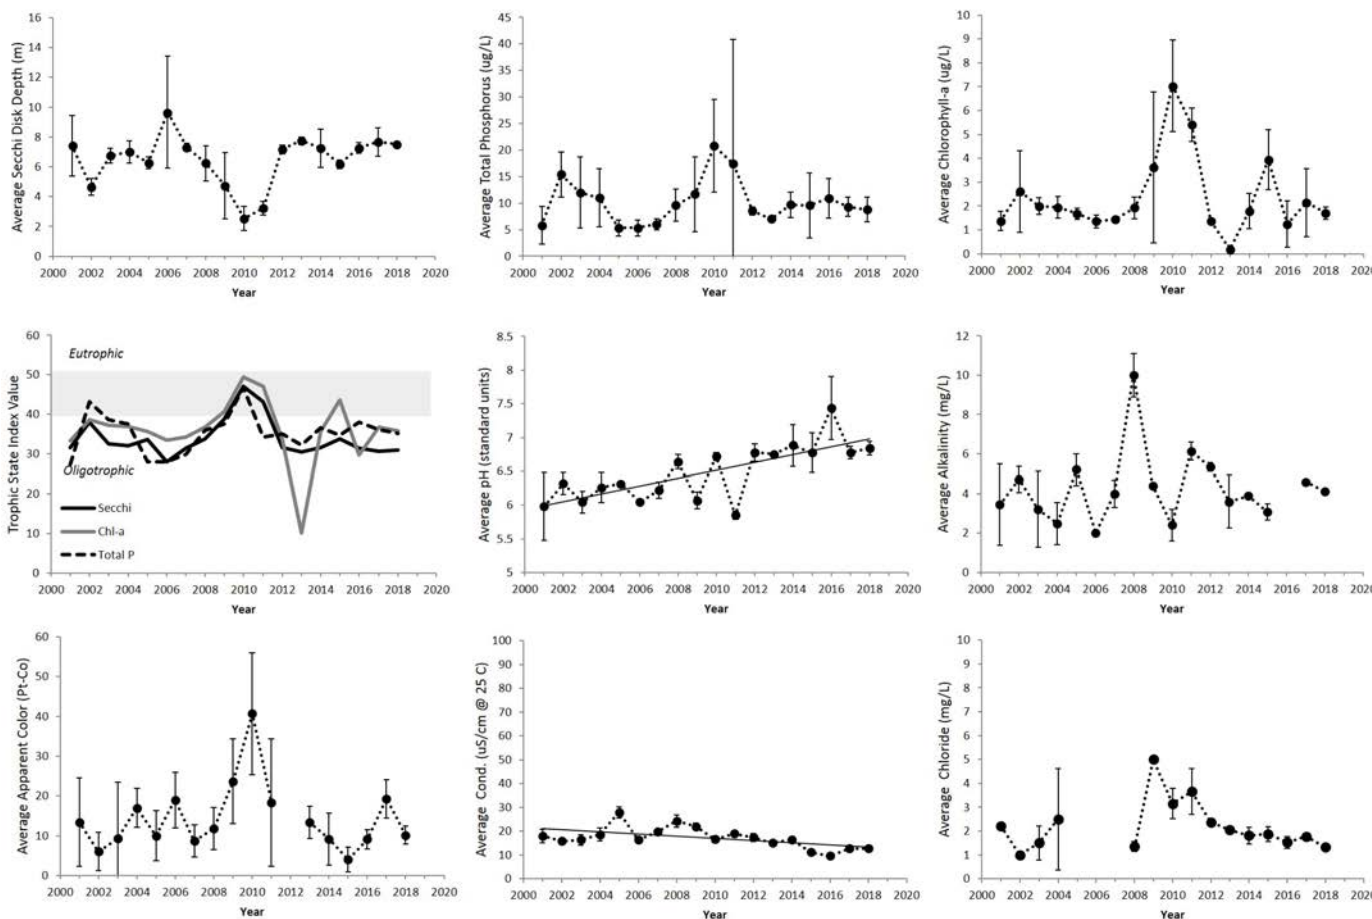 Average Secchi Disk Depth (m)
16
14
12
10
8
6
4
2
0
2000 2002 2004 2006 2008 2010 2012 2014 2016 2018 2020
Year
Average Total Phosphorus (ug/L)
45
40
35
30
25
20
15
10
5
0
2000 2002 2004 2006 2008 2010 2012 2014 2016 2018 2020
Year
Average Chlorophyll-a (ug/L)
10
9
8
7
6
5
4
3
2
1
0
2000 2002 2004 2006 2008 2010 2012 2014 2016 2018 202
Year
Trophic State Index Value
60
50
40
30
20
10
0
Eutrophic
Oligotrophic
Secchi
Chl-a
Total P
2000 2002 2004 2006 2008 2010 2012 2014 2016 2018 2020
Year
Average pH (standard units)
8.5
8
7.5
7
6.5
6
5.5
5
2000 2002 2004 2006 2008 2010 2012 2014 2016 2018 2020
Year
Average Alkalinity (mg/L)
12
10
8
6
4
2
0
2000 2002 2004 2006 2008 2010 2012 2014 2016 2018 202
Year
Average Apparent Color (Pt-Co)
60
50
40
30
20
10
0
2000 2002 2004 2006 2008 2010 2012 2014 2016 2018 2020
Year
Average Cond. (uS/cm @ 25 C)
100
90
80
70
60
50
40
30
20
10
0
2000 2002 2004 2006 2008 2010 2012 2014 2016 2018 2020
Year
Average Chloride (mg/L)
10
9
8
7
6
5
4
3
2
1
0
2000 2002 2004 2006 2008 2010 2012 2014 2016 2018 202
Year